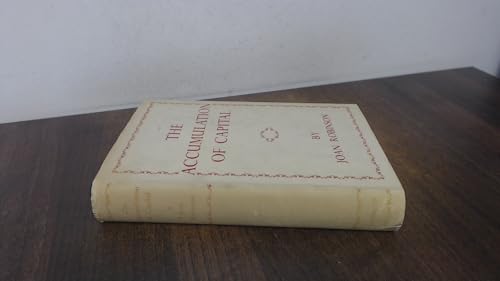 THE
ACCUMULATION
OF CAPITAL
BY
JOAN ROBINSON